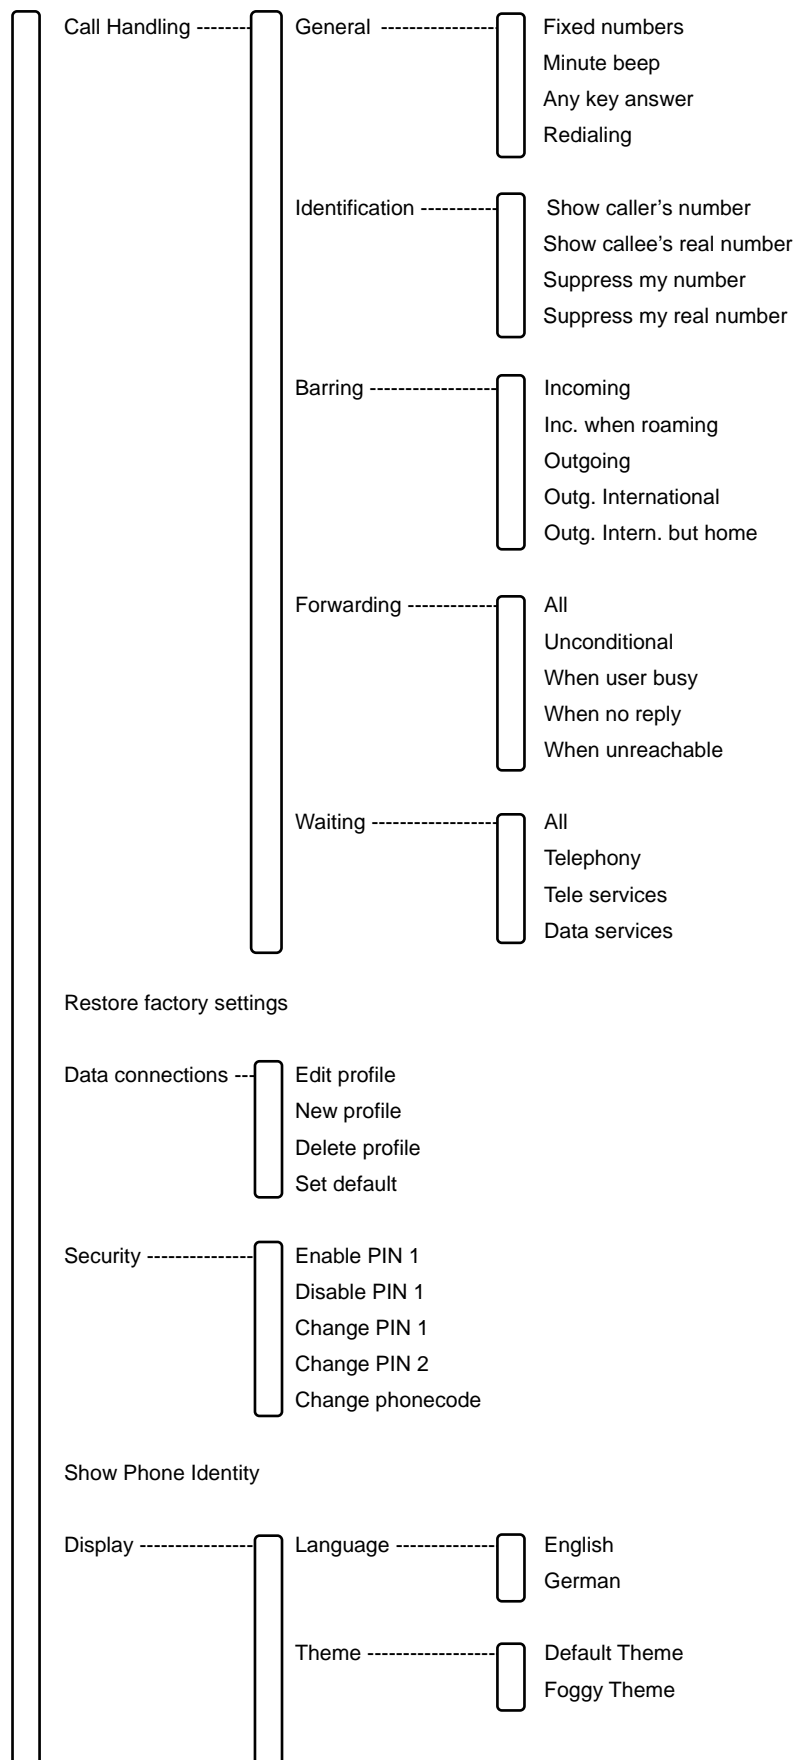 Call Handling General Fixed numbers
Minute beep
Any key answer
Redialing
Identification Show caller’s number
Show callee’s real number
Suppress my number
Suppress my real number
Barring Incoming
Inc. when roaming
Outgoing
Outg. International
Outg. Intern. but home
Forwarding All
Unconditional
When user busy
When no reply
When unreachable
Waiting All
Telephony
Tele services
Data services
Restore factory settings
Data connections Edit profile
New profile
Delete profile
Set default
Security Enable PIN 1
Disable PIN 1
Change PIN 1
Change PIN 2
Change phonecode
Show Phone Identity
Display Language English
German
Theme Default Theme
Foggy Theme